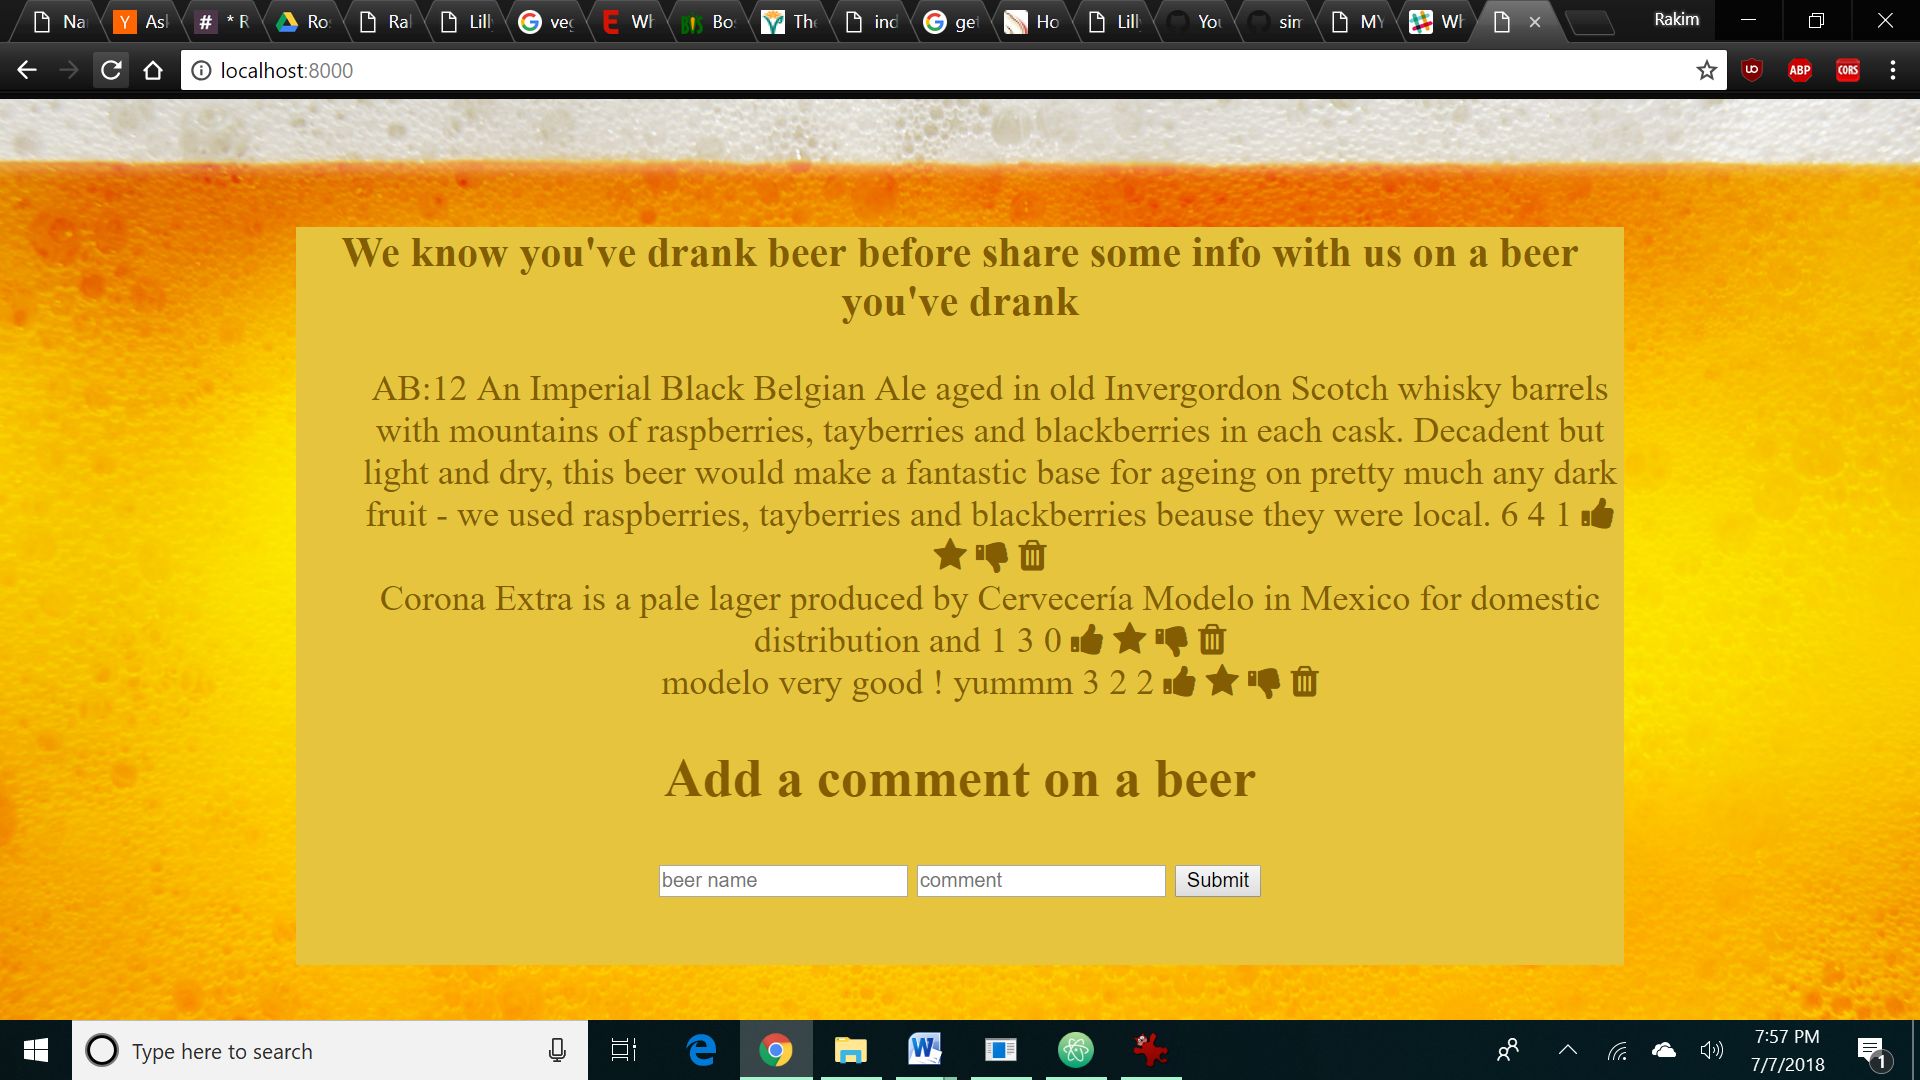 Na
Asl
# * R
Ro:
Ral
Lill
G veg
E Wh
Bo:
The
ind
G get
Ho
Lill
You
sim
MY
Wh
Rakim
localhost:8000
ABP
CORS
We know you've drank beer before share some info with us on a beer
you've drank
AB:12 An Imperial Black Belgian Ale aged in old Invergordon Scotch whisky barrels
with mountains of raspberries, tayberries and blackberries in each cask. Decadent but
light and dry, this beer would make a fantastic base for ageing on pretty much any dark
fruit - we used raspberries, tayberries and blackberries beause they were local. 6 4 1
Corona Extra is a pale lager produced by Cervecería Modelo in Mexico for domestic
distribution and 1 3 0
modelo very good ! yummm 3 2 2
Add a comment on a beer
beer name comment Submit
Type here to search
7:57 PM
7/7/2018
1